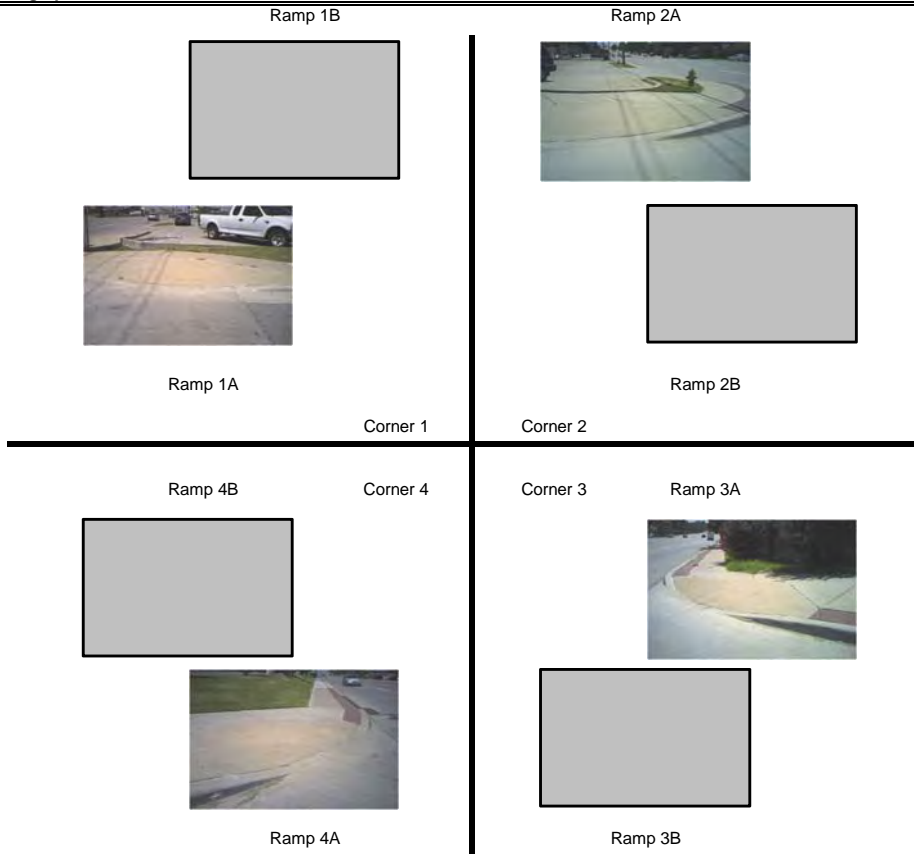 Ramp 1B Ramp 2A
Ramp 1A Ramp 2B
Corner 1 Corner 2
Ramp 4B Corner 4 Corner 3 Ramp 3A
Ramp 4A Ramp 3B